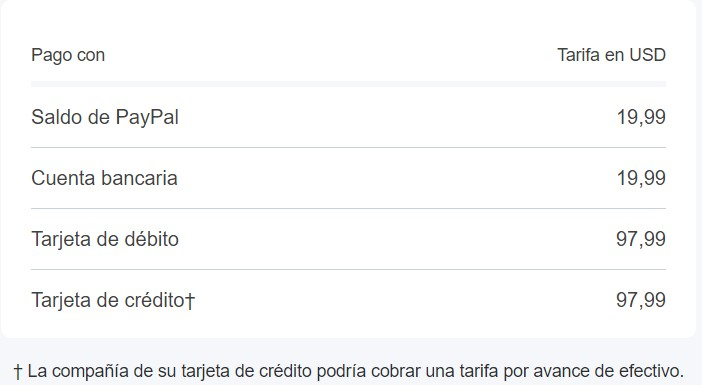 Pago con Tarifa en USD
Saldo de PayPal 19,99
Cuenta bancaria 19,99
Tarjeta de débito 97,99
Tarjeta de crédito† 97,99
† La compañía de su tarjeta de crédito podría cobrar una tarifa por avance de efectivo.